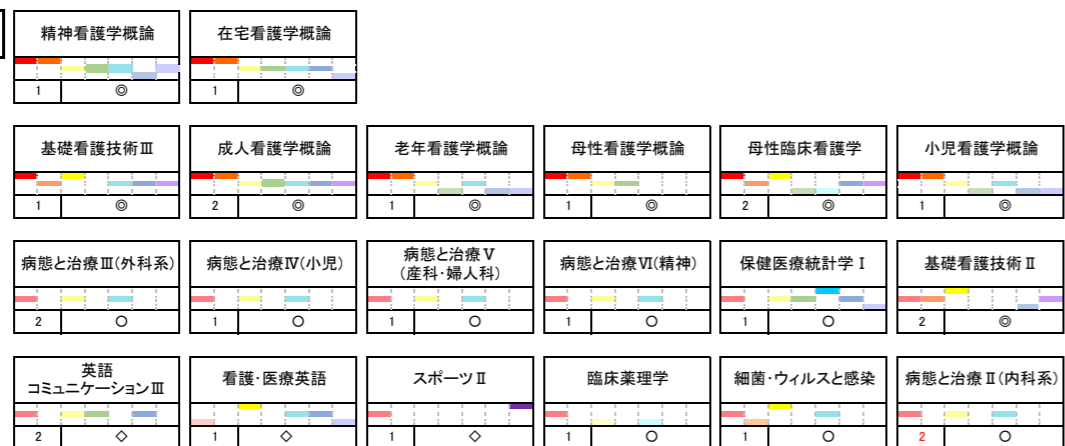 精神看護学概論 在宅看護学概論
1 ◎ 1 ◎
基礎看護技術Ⅲ 成人看護学概論 老年看護学概論 母性看護学概論 母性臨床看護学 小児看護学概論
1 ◎ 2 ◎ 1 ◎ 1 ◎ 2 ◎ 1 ◎
病態と治療Ⅲ(外科系) 病態と治療Ⅳ(小児) 病態と治療Ⅴ
(産科・婦人科) 病態と治療Ⅵ(精神) 保健医療統計学Ⅰ 基礎看護技術Ⅱ
2 ○ 1 ○ 1 ○ 1 ○ 1 ○ 2 ◎
英語
コミュニケーションⅢ 看護・医療英語 スポーツⅡ 臨床薬理学 細菌・ウィルスと感染 病態と治療Ⅱ(内科系)
2 ◇ 1 ◇ 1 ◇ 1 ○ 1 ○ 2 ○